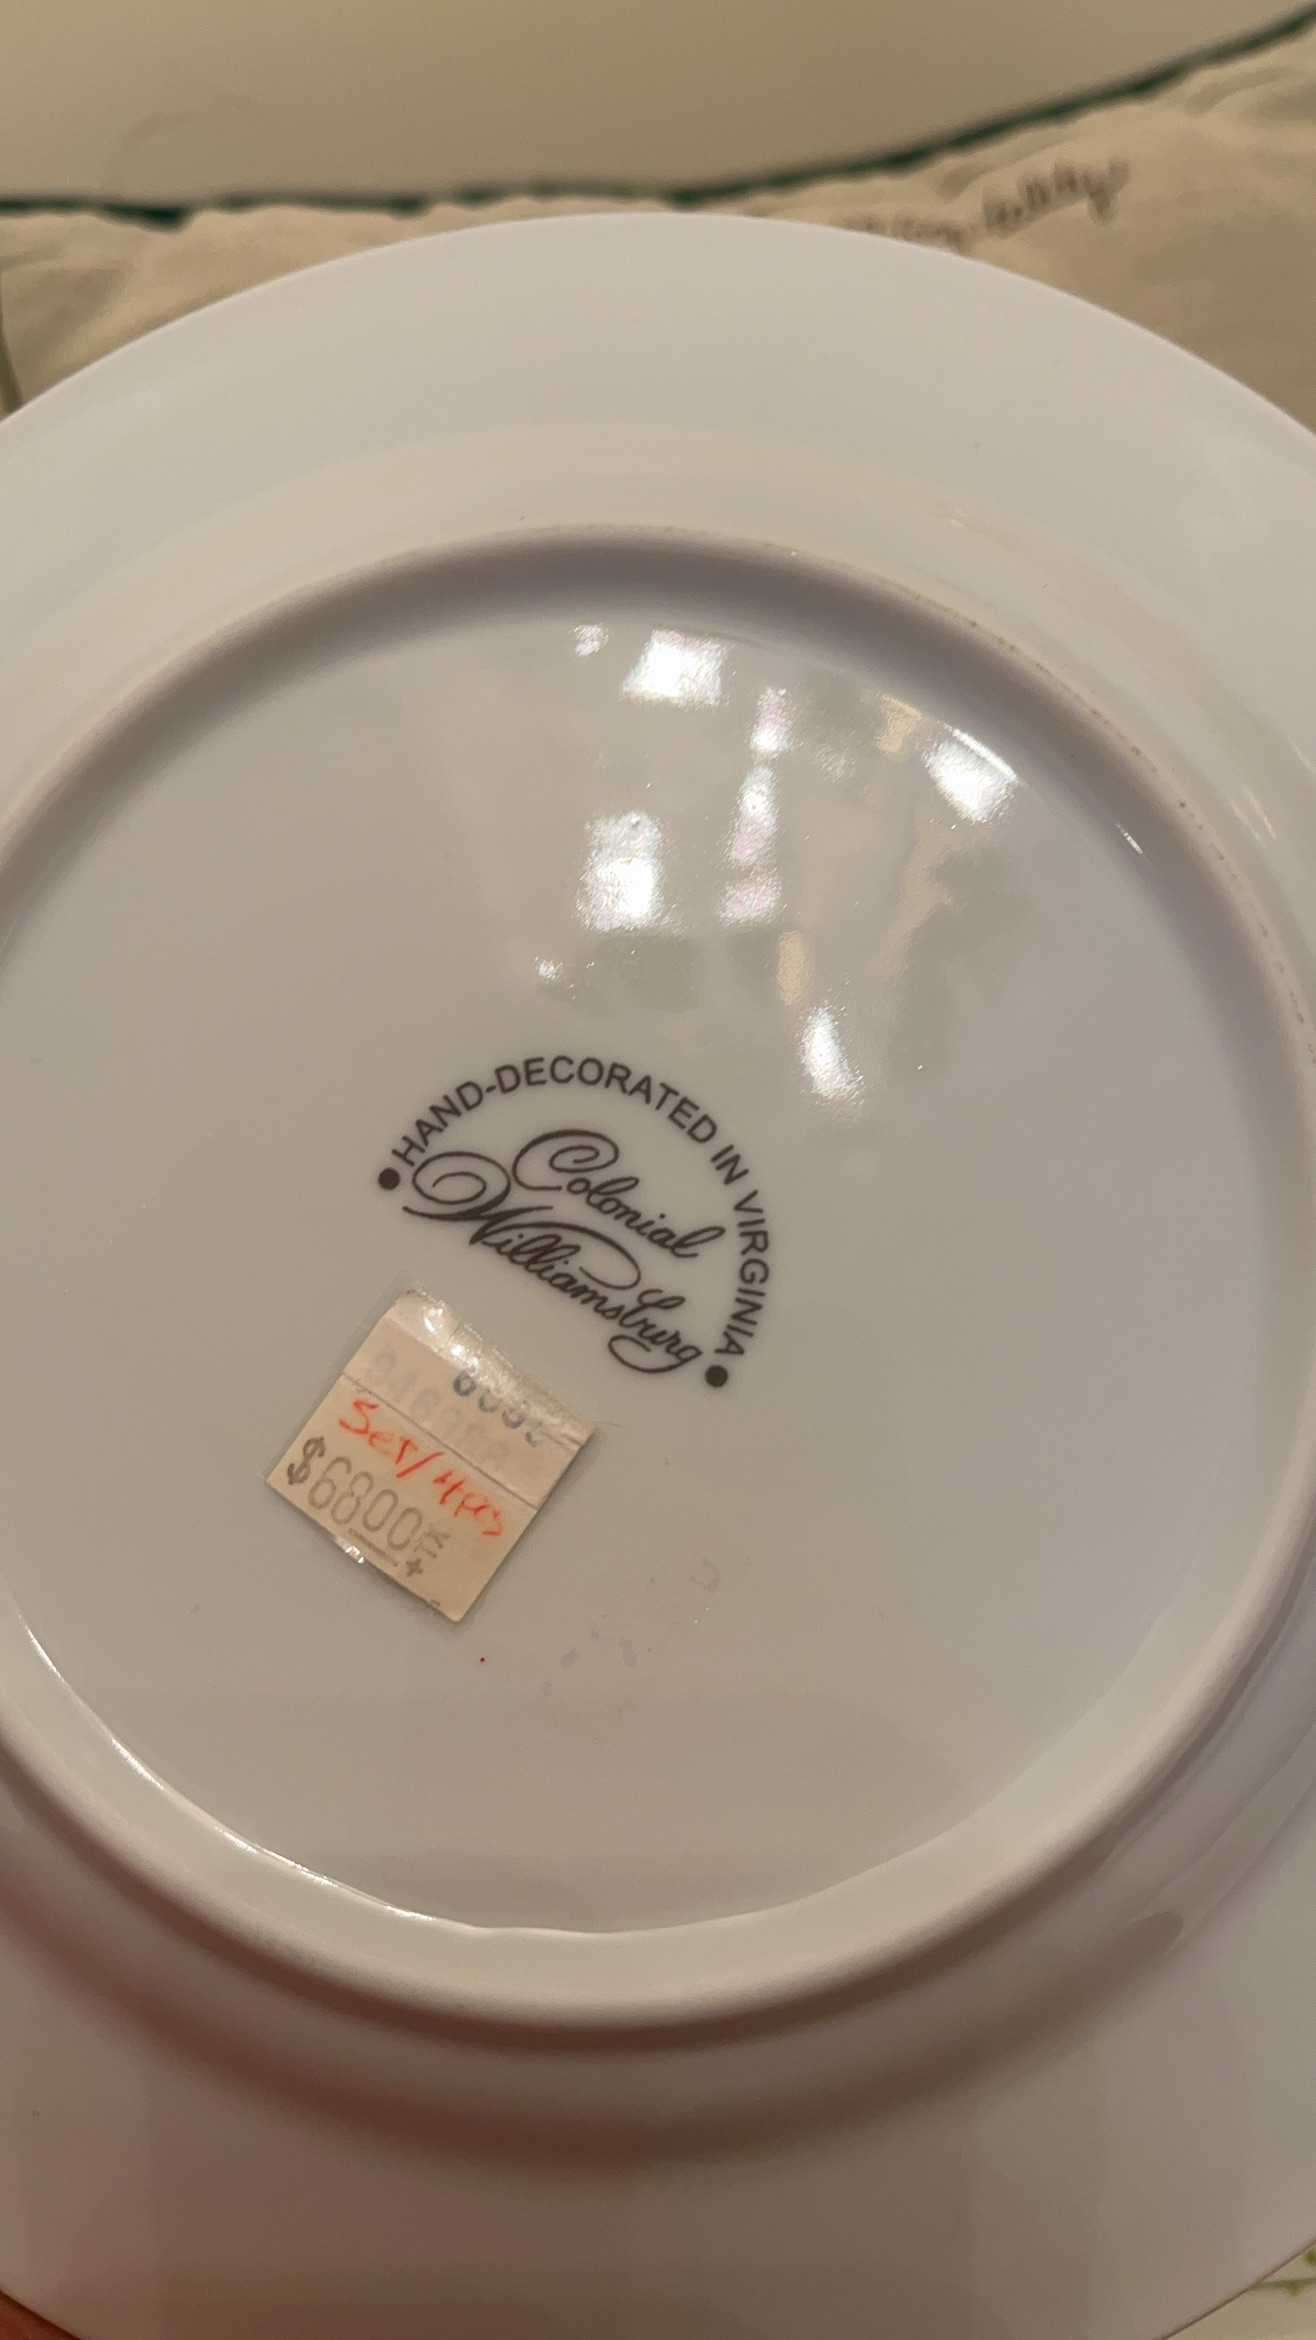 HAND-DECORATED IN VIRGINIA
Colonial
Williamsburg
Set/4pcs
$6800